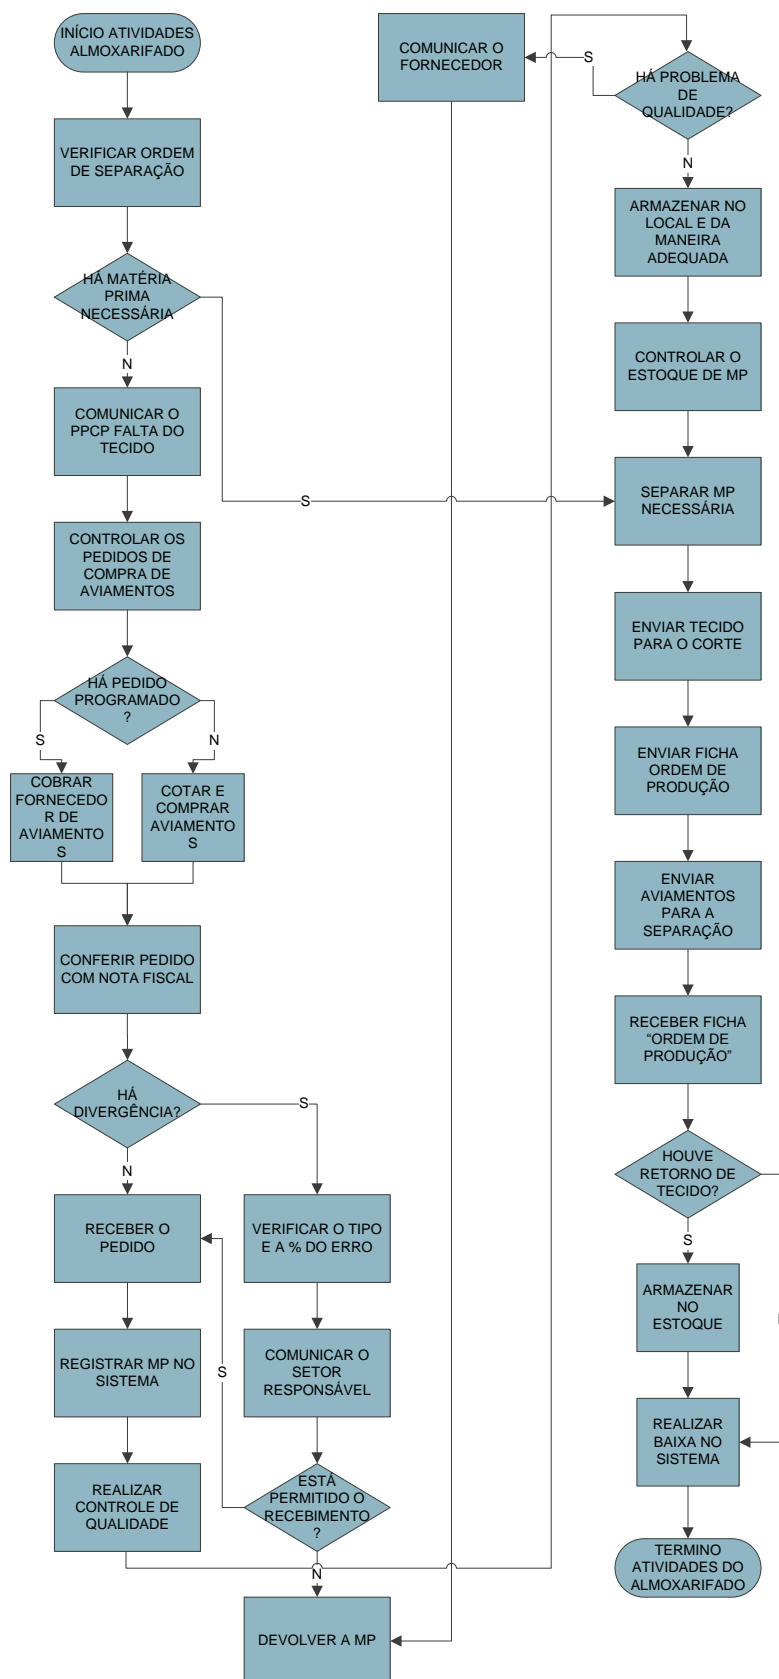 INÍCIO ATIVIDADES
ALMOXARIFADO
VERIFICAR ORDEM
DE SEPARAÇÃO
HÁ MATÉRIA
PRIMA
NECESSÁRIA
N
S
COMUNICAR O
PPCP FALTA DO
TECIDO
CONTROLAR OS
PEDIDOS DE
COMPRA DE
AVIAMENTOS
HÁ PEDIDO
PROGRAMADO
?
S
N
COBRAR
FORNECEDO
R DE
AVIAMENTO
S
COTAR E
COMPRAR
AVIAMENTO
S
CONFERIR PEDIDO
COM NOTA FISCAL
HÁ
DIVERGÊNCIA?
S
N
RECEBER O
PEDIDO
VERIFICAR O TIPO
E A % DO ERRO
REGISTRAR MP NO
SISTEMA
COMUNICAR O
SETOR
RESPONSÁVEL
S
REALIZAR
CONTROLE DE
QUALIDADE
ESTÁ
PERMITIDO O
RECEBIMENTO
?
N
DEVOLVER A MP
COMUNICAR O
FORNECEDOR
S
HÁ PROBLEMA
DE
QUALIDADE?
N
ARMAZENAR NO
LOCAL E DA
MANEIRA
ADEQUADA
CONTROLAR O
ESTOQUE DE MP
SEPARAR MP
NECESSÁRIA
ENVIAR TECIDO
PARA O CORTE
ENVIAR FICHA
ORDEM DE
PRODUÇÃO
ENVIAR
AVIAMENTOS
PARA A
SEPARAÇÃO
RECEBER FICHA
“ORDEM DE
PRODUÇÃO”
HOUVE
RETORNO DE
TECIDO?
S
ARMAZENAR
NO
ESTOQUE
REALIZAR
BAIXA NO
SISTEMA
TERMINO
ATIVIDADES DO
ALMOXARIFADO